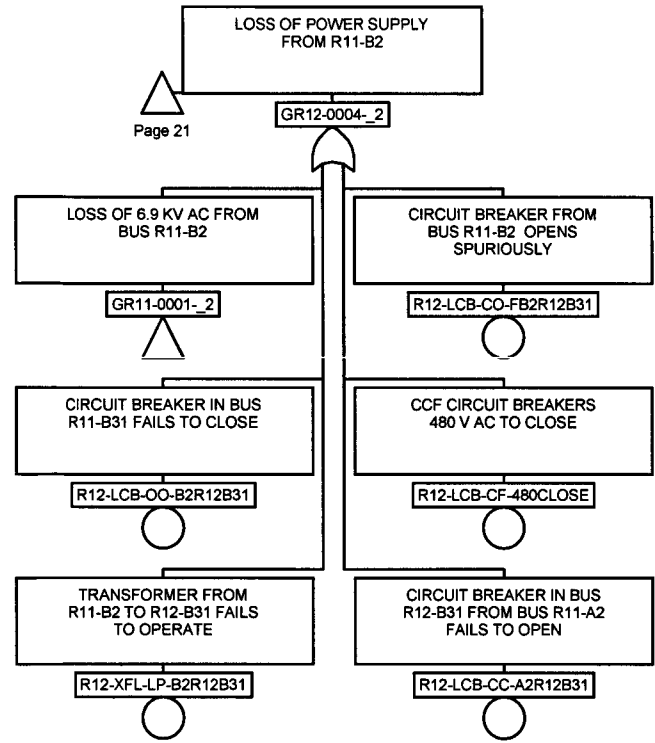 LOSS OF POWER SUPPLY
FROM R11-B2
Page 21
GR12-0004-_2
LOSS OF 6.9 KV AC FROM
BUS R11-B2
GR11-0001-_2
CIRCUIT BREAKER FROM
BUS R11-B2 OPENS
SPURIOUSLY
R12-LCB-CO-FB2R12B31
CIRCUIT BREAKER IN BUS
R11-B31 FAILS TO CLOSE
R12-LCB-OO-B2R12B31
CCF CIRCUIT BREAKERS
480 V AC TO CLOSE
R12-LCB-CF-480CLOSE
TRANSFORMER FROM
R11-B2 TO R12-B31 FAILS
TO OPERATE
R12-XFL-LP-B2R12B31
CIRCUIT BREAKER IN BUS
R12-B31 FROM BUS R11-A2
FAILS TO OPEN
R12-LCB-CC-A2R12B31